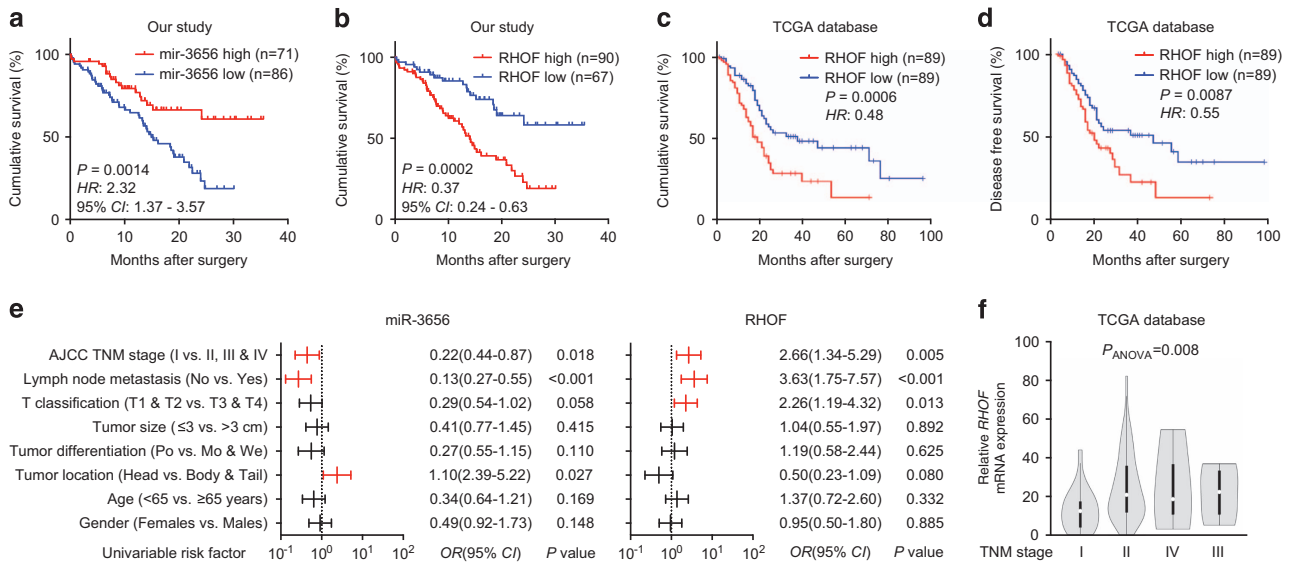 a
Our study
mir-3656 high (n=71)
mir-3656 low (n=86)
Cumulative survival (%)
100
50
0
P = 0.0014
HR: 2.32
95% CI: 1.37 - 3.57
0 10 20 30 40
Months after surgery
b
Our study
RHOF high (n=90)
RHOF low (n=67)
Cumulative survival (%)
100
50
0
P = 0.0002
HR: 0.37
95% CI: 0.24 - 0.63
0 10 20 30 40
Months after surgery
c
TCGA database
RHOF high (n=89)
RHOF low (n=89)
P = 0.0006
HR: 0.48
Cumulative survival (%)
100
50
0
0 20 40 60 80 100
Months after surgery
d
TCGA database
RHOF high (n=89)
RHOF low (n=89)
P = 0.0087
HR: 0.55
Disease free survival (%)
100
50
0
0 20 40 60 80 100
Months after surgery
e
miR-3656 RHOF
AJCC TNM stage (I vs. II, III & IV 0.22(0.44-0.87) 0.018 2.66(1.34-5.29) 0.005
Lymph node metastasis (No vs. Yes) 0.13(0.27-0.55) <0.001 3.63(1.75-7.57) <0.001
T classification (T1 & T2 vs. T3 & T4) 0.29(0.54-1.02) 0.058 2.26(1.19-4.32) 0.013
Tumor size (≤3 vs. >3 cm) 0.41(0.77-1.45) 0.415 1.04(0.55-1.97) 0.892
Tumor differentiation (Po vs. Mo & We) 0.27(0.55-1.15) 0.110 1.19(0.58-2.44) 0.625
Tumor location (Head vs. Body & Tail) 1.10(2.39-5.22) 0.027 0.50(0.23-1.09) 0.080
Age (<65 vs. ≥65 years) 0.34(0.64-1.21) 0.169 1.37(0.72-2.60) 0.332
Gender (Females vs. Males) 0.49(0.92-1.73) 0.148 0.95(0.50-1.80) 0.885
Univariable risk factor 10⁻¹ 10⁰ 10¹ 10² OR(95% CI) P value 10⁻¹ 10⁰ 10¹ 10² OR(95% CI) P value
f
TCGA database
P ANOVA=0.008
Relative RHOF
mRNA expression
100
80
60
40
20
0
TNM stage I II IV III